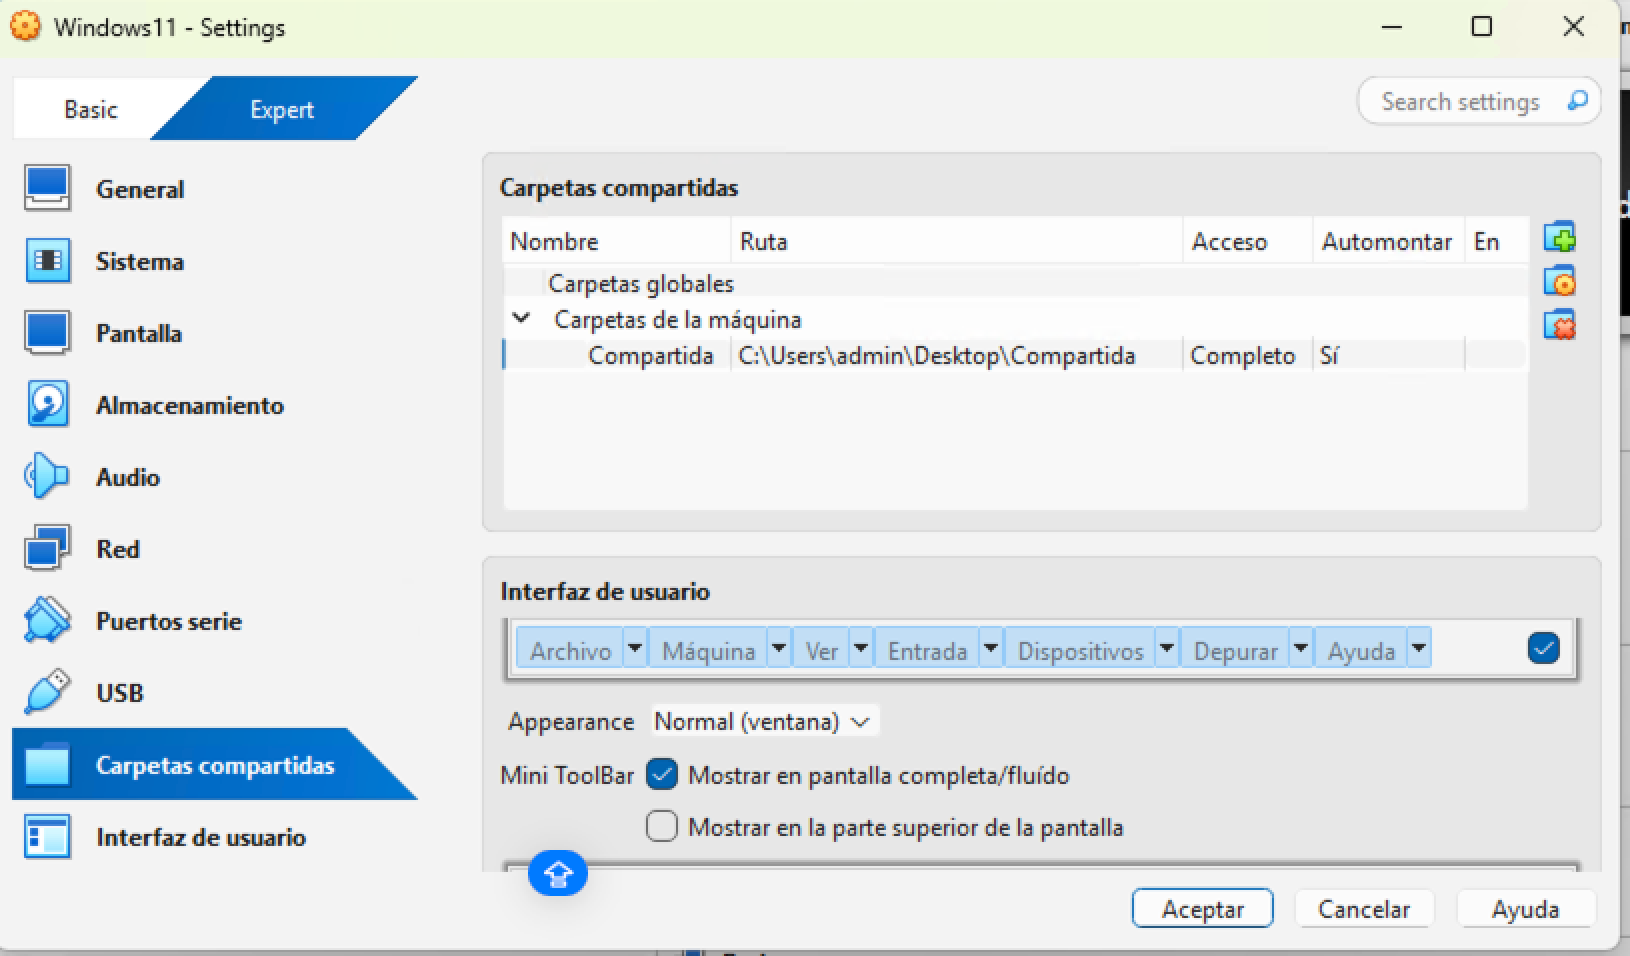 Windows11 - Settings
Basic
Expert
Search settings
General
Sistema
Pantalla
Almacenamiento
Audio
Red
Puertos serie
USB
Carpetas compartidas
Interfaz de usuario
Carpetas compartidas
Nombre Ruta Acceso Automontar En
Carpetas globales
Carpetas de la máquina
Compartida C:\Users\admin\Desktop\Compartida Completo Sí
Interfaz de usuario
Archivo Máquina Ver Entrada Dispositivos Depurar Ayuda
Appearance Normal (ventana)
Mini ToolBar Mostrar en pantalla completa/fluído
Mostrar en la parte superior de la pantalla
Aceptar Cancelar Ayuda